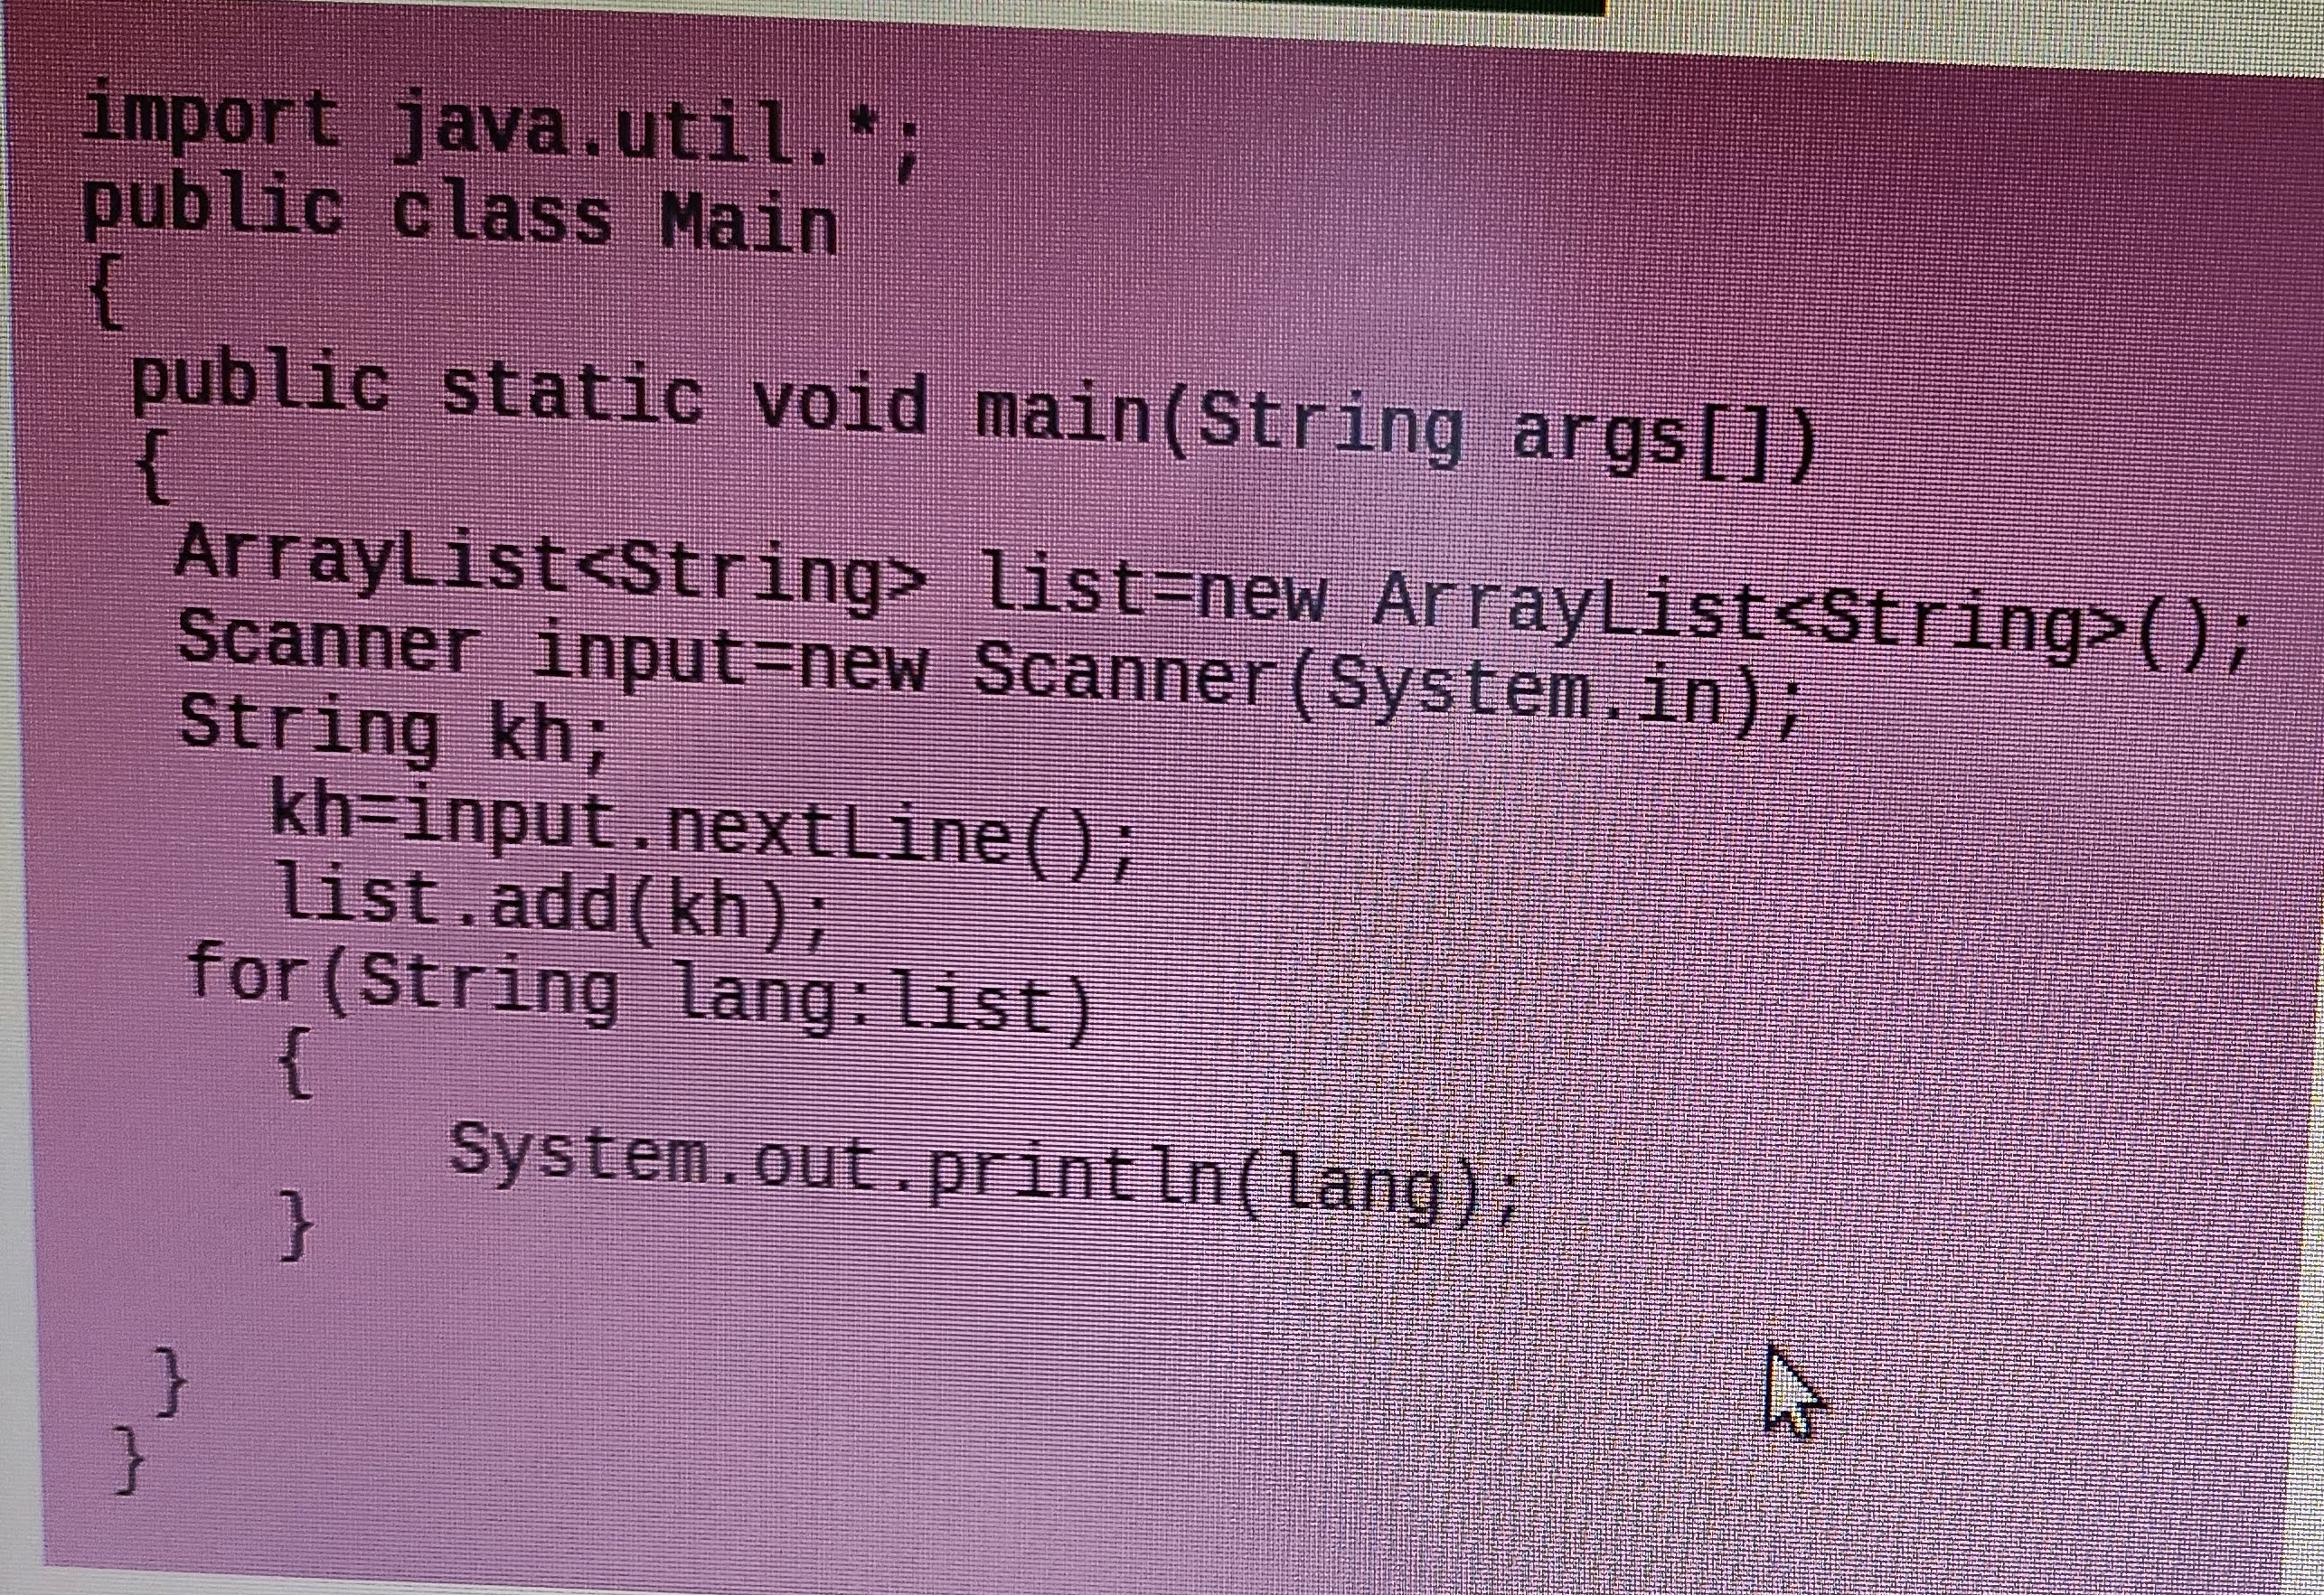 import java.util.*;
public class Main
{
public static void main(String args[])
{
ArrayList<String> list=new ArrayList<String>();
Scanner input=new Scanner(System.in);
String kh;
kh=input.nextLine();
list.add(kh);
for(String lang:list)
{
System.out.println(lang);
}
}
}